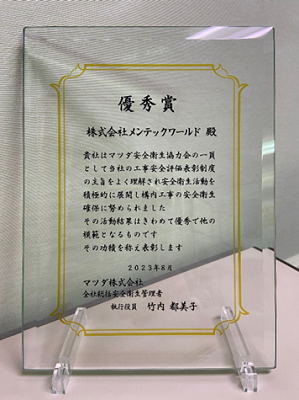 優秀賞
株式会社メンテックワールド 殿
貴社はマツダ安全衛生協力会の一員
として当社の工事安全評価表彰制度
の主旨をよく理解され安全衛生活動を
積極的に展開し構内工事の安全衛生
確保に努められました
その活動結果はきわめて優秀で他の
模範となるものです
その功績を称え表彰します
2023年8月
マツダ株式会社
全社統括安全衛生管理者
執行役員 竹内 都美子